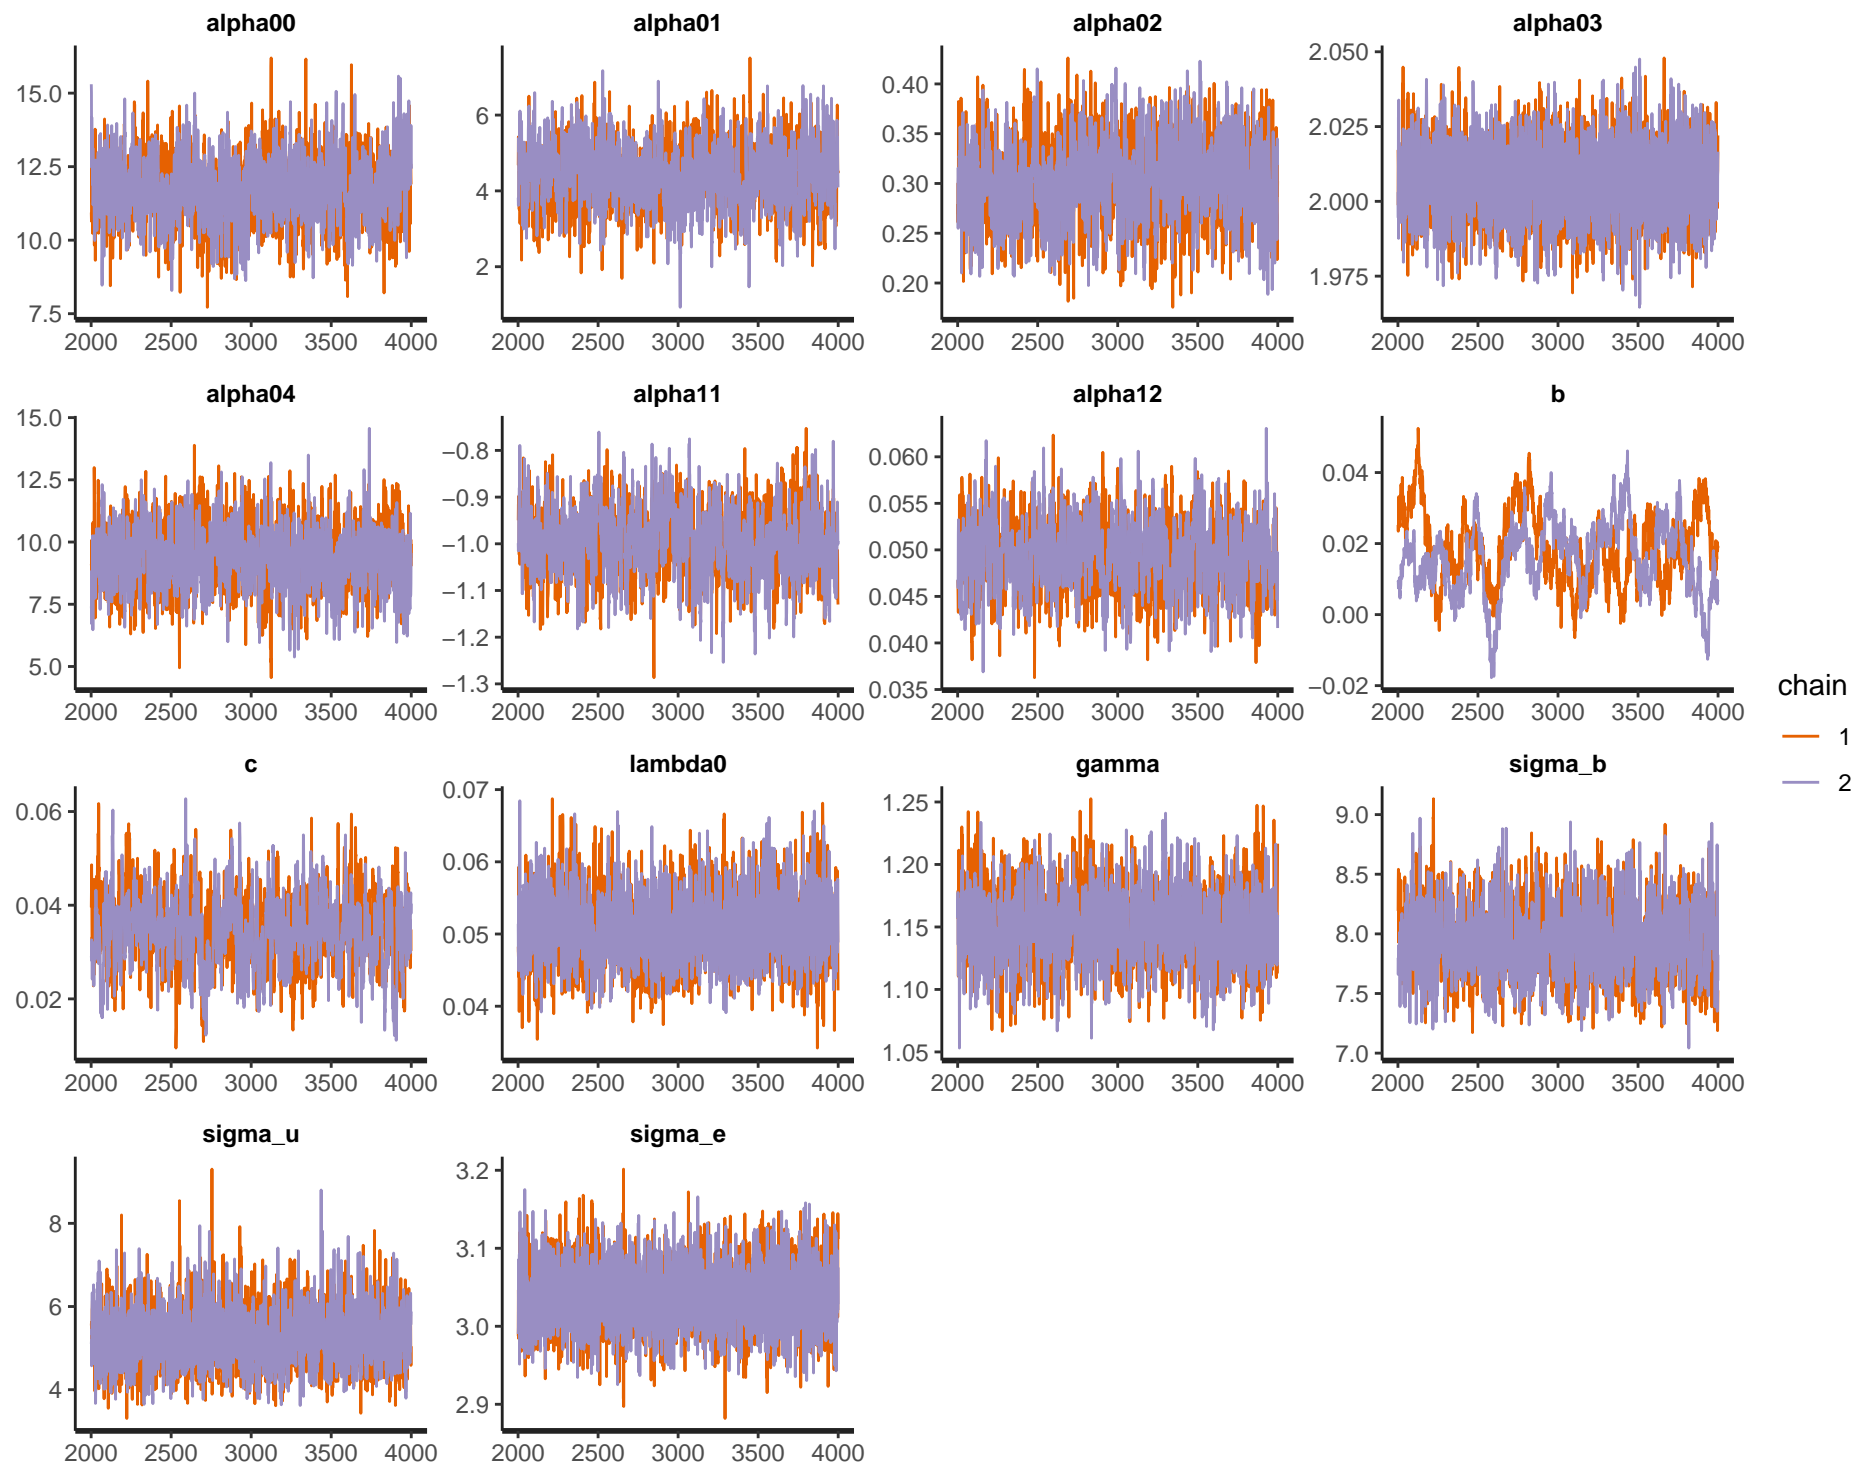 alpha00 alpha01 alpha02 alpha03
15.0 12.5 10.0 7.5
6 4 2
0.40 0.35 0.30 0.25 0.20
2.050 2.025 2.000 1.975
2000 2500 3000 3500 4000 2000 2500 3000 3500 4000 2000 2500 3000 3500 4000 2000 2500 3000 3500 4000
alpha04 alpha11 alpha12 b
15.0 12.5 10.0 7.5 5.0
−0.8 −0.9 −1.0 −1.1 −1.2 −1.3
0.060 0.055 0.050 0.045 0.040 0.035
0.04 0.02 0.00 −0.02
2000 2500 3000 3500 4000 2000 2500 3000 3500 4000 2000 2500 3000 3500 4000 2000 2500 3000 3500 4000
chain
1
2
c lambda0 gamma sigma_b
0.06 0.04 0.02
0.07 0.06 0.05 0.04
1.25 1.20 1.15 1.10 1.05
9.0 8.5 8.0 7.5 7.0
2000 2500 3000 3500 4000 2000 2500 3000 3500 4000 2000 2500 3000 3500 4000 2000 2500 3000 3500 4000
sigma_u sigma_e
8 6 4
3.2 3.1 3.0 2.9
2000 2500 3000 3500 4000 2000 2500 3000 3500 4000